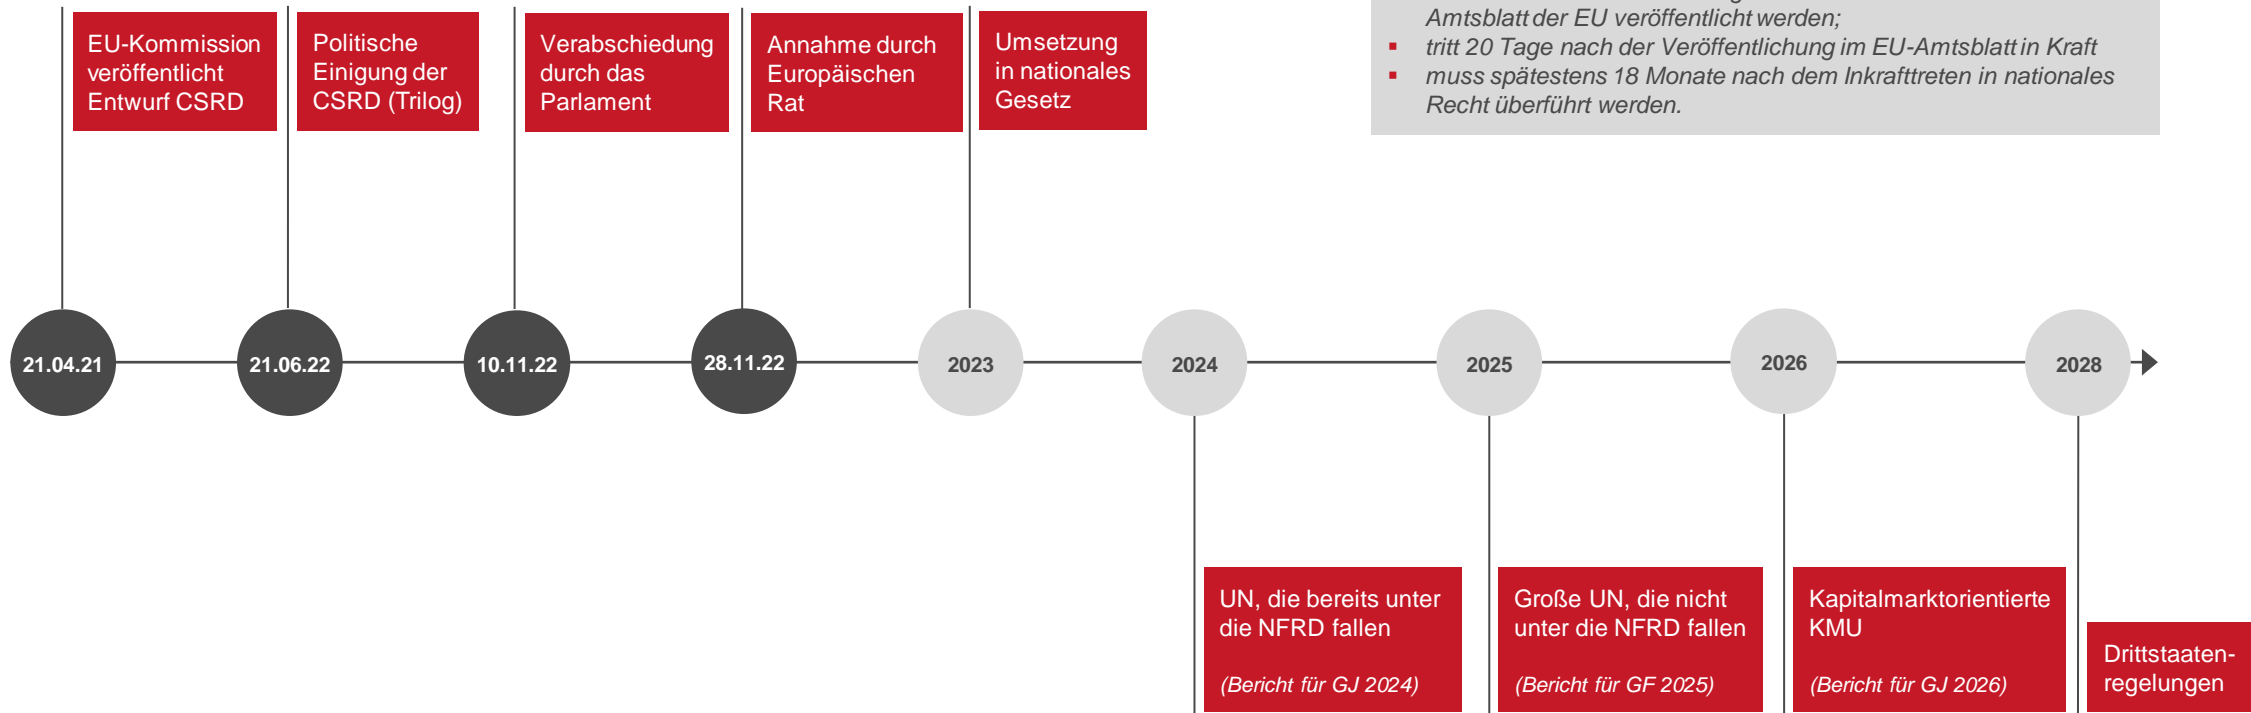 EU-Kommission
veröffentlicht
Entwurf CSRD
Politische
Einigung der
CSRD (Trilog)
Verabschiedung
durch das
Parlament
Annahme durch
Europäischen
Rat
Umsetzung
in nationales
Gesetz
Amtsblatt der EU veröffentlicht werden;
▪ tritt 20 Tage nach der Veröffentlichung im EU-Amtsblatt in Kraft
▪ muss spätestens 18 Monate nach dem Inkrafttreten in nationales
Recht überführt werden.
21.04.21
21.06.22
10.11.22
28.11.22
2023
2024
2025
2026
2028
UN, die bereits unter
die NFRD fallen
(Bericht für GJ 2024)
Große UN, die nicht
unter die NFRD fallen
(Bericht für GF 2025)
Kapitalmarktorientierte
KMU
(Bericht für GJ 2026)
Drittstaaten-
regelungen